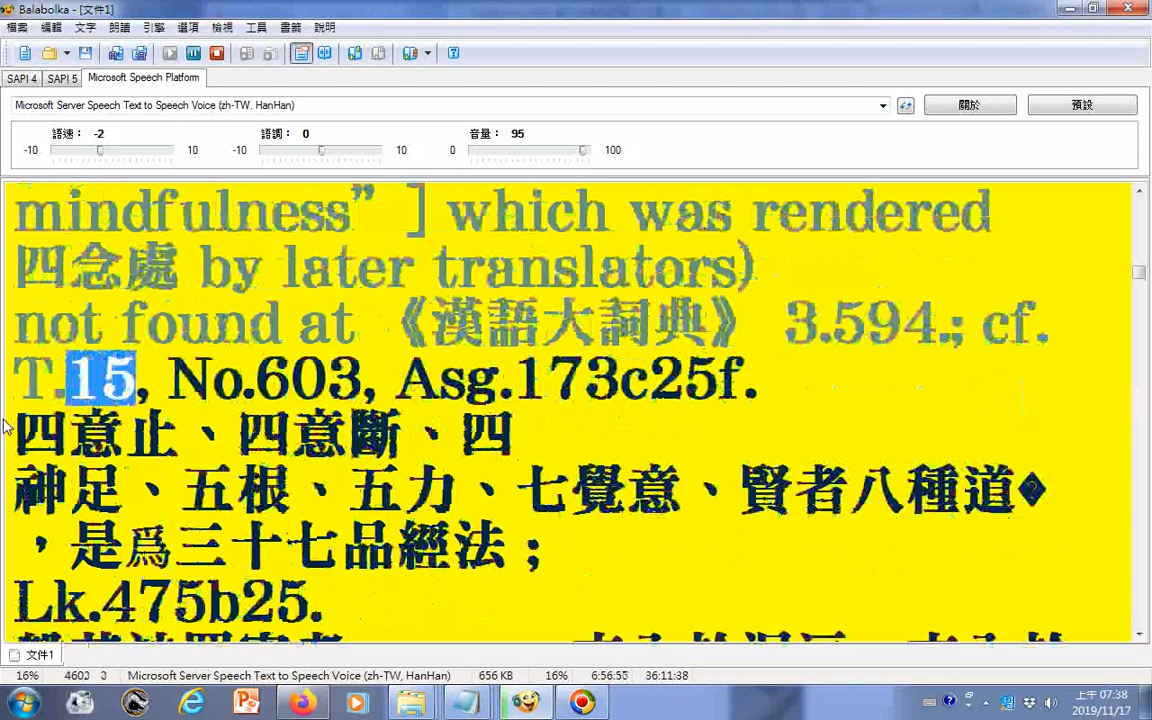 Balabolka - [文件1]
檔案 編輯 文字 朗讀 引擎 選項 檢視 工具 書籤 說明
SAPI 4 SAPI 5 Microsoft Speech Platform
Microsoft Server Speech Text to Speech Voice (zh-TW, HanHan) 關於 預設
語速： -2 語調： 0 音量： 95
-10 10 -10 10 0 100
mindfulness”] which was rendered
四念處 by later translators)
not found at 《漢語大詞典》 3.594.; cf.
T.15, No.603, Asg.173c25f.
四意止、四意斷、四
神足、五根、五力、七覺意、賢者八種道�
，是爲三十七品經法；
Lk.475b25.
文件1
16% Microsoft Server Speech Text to Speech Voice (zh-TW, HanHan) 656 KB 16% 6:56:55 36:11:38
上午 07:38
2019/11/17